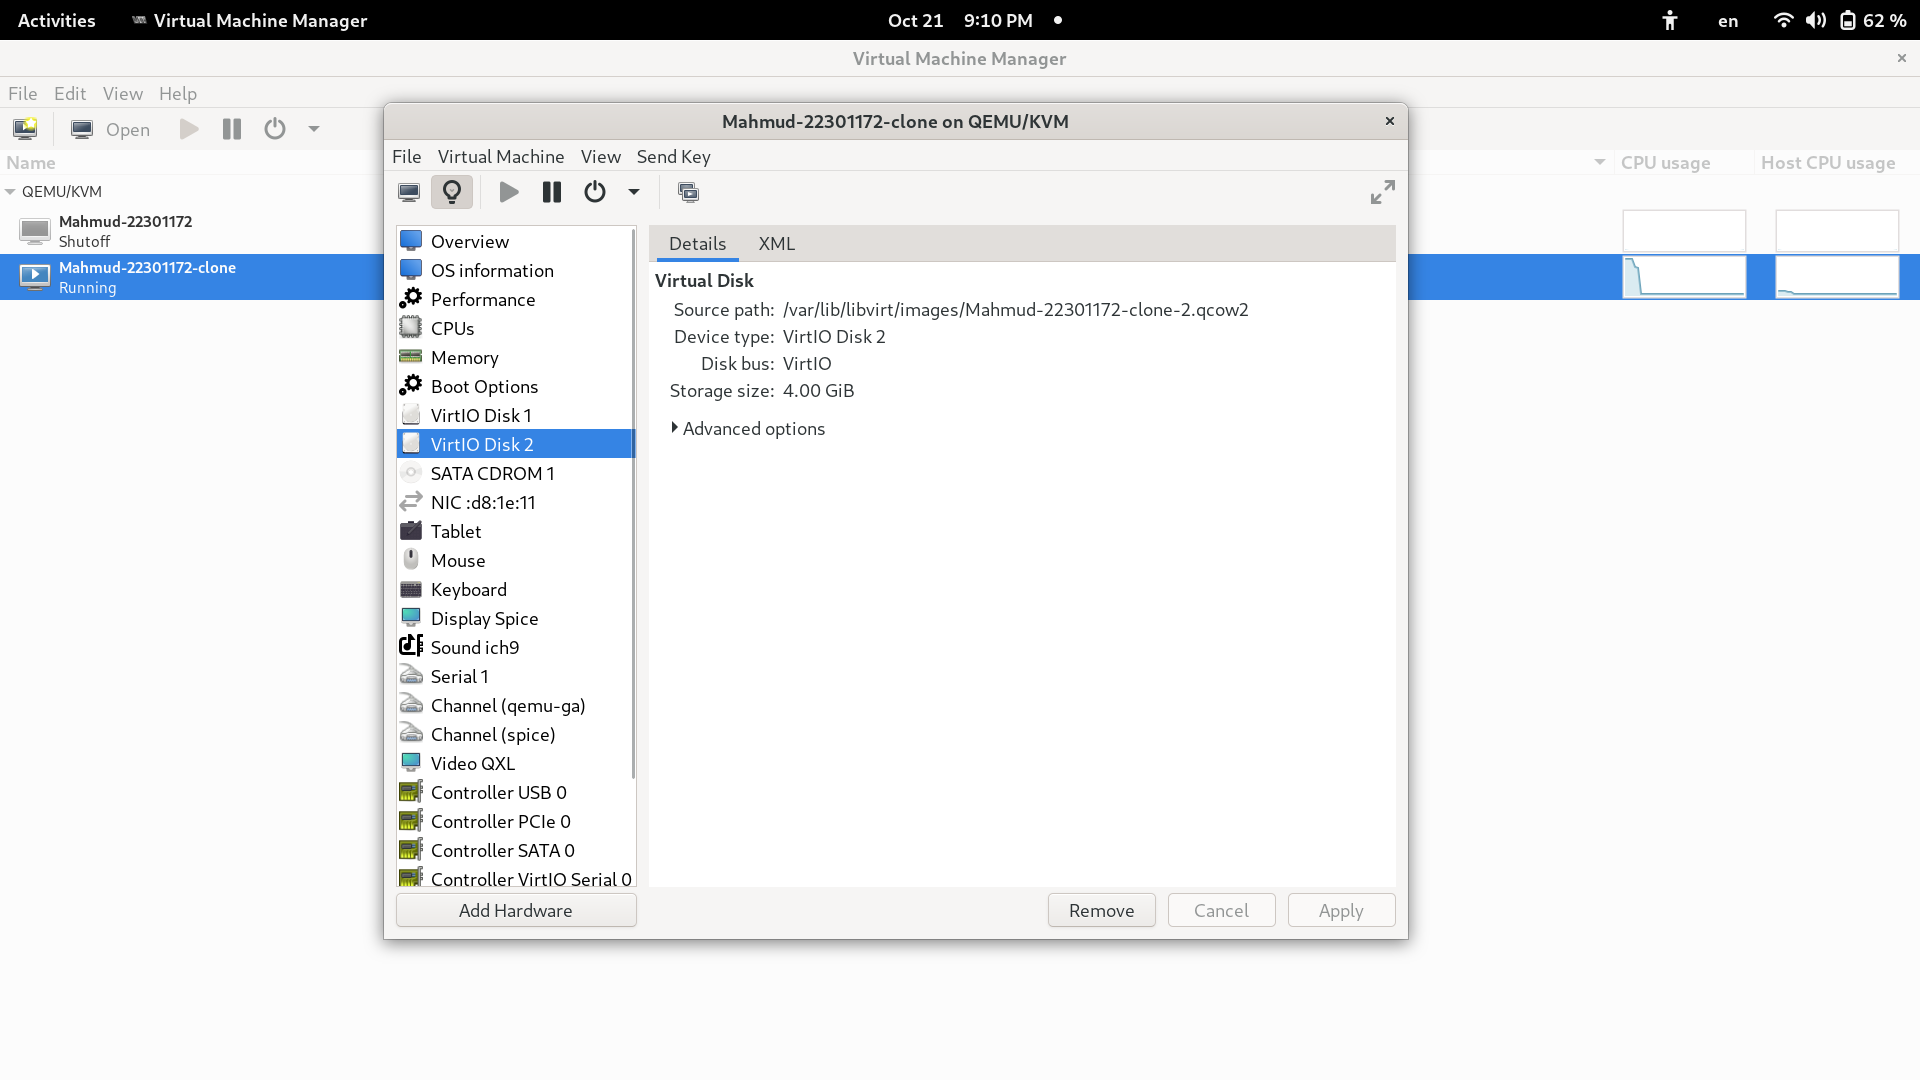 Activities Virtual Machine Manager Oct 21 9:10 PM en 62 %
Virtual Machine Manager
File Edit View Help
Open
Name CPU usage Host CPU usage
QEMU/KVM
Mahmud-22301172
Shutoff
Mahmud-22301172-clone
Running
Mahmud-22301172-clone on QEMU/KVM
File Virtual Machine View Send Key
Overview
OS information
Performance
CPUs
Memory
Boot Options
VirtIO Disk 1
VirtIO Disk 2
SATA CDROM 1
NIC :d8:1e:11
Tablet
Mouse
Keyboard
Display Spice
Sound ich9
Serial 1
Channel (qemu-ga)
Channel (spice)
Video QXL
Controller USB 0
Controller PCIe 0
Controller SATA 0
Controller VirtIO Serial 0
Add Hardware
Details XML
Virtual Disk
Source path: /var/lib/libvirt/images/Mahmud-22301172-clone-2.qcow2
Device type: VirtIO Disk 2
Disk bus: VirtIO
Storage size: 4.00 GiB
Advanced options
Remove Cancel Apply